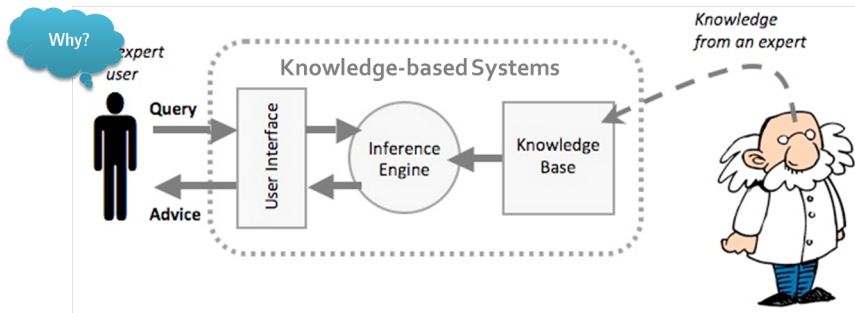 Why?
expert
user
Knowledge
from an expert
Knowledge-based Systems
Query
User Interface
Inference
Engine
Knowledge
Base
Advice